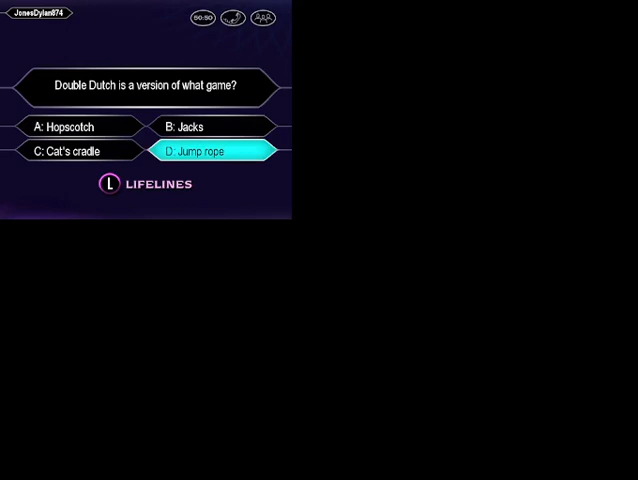 JonesDylan874
50:50
Double Dutch is a version of what game?
A: Hopscotch
B: Jacks
C: Cat's cradle
D: Jump rope
L LIFELINES